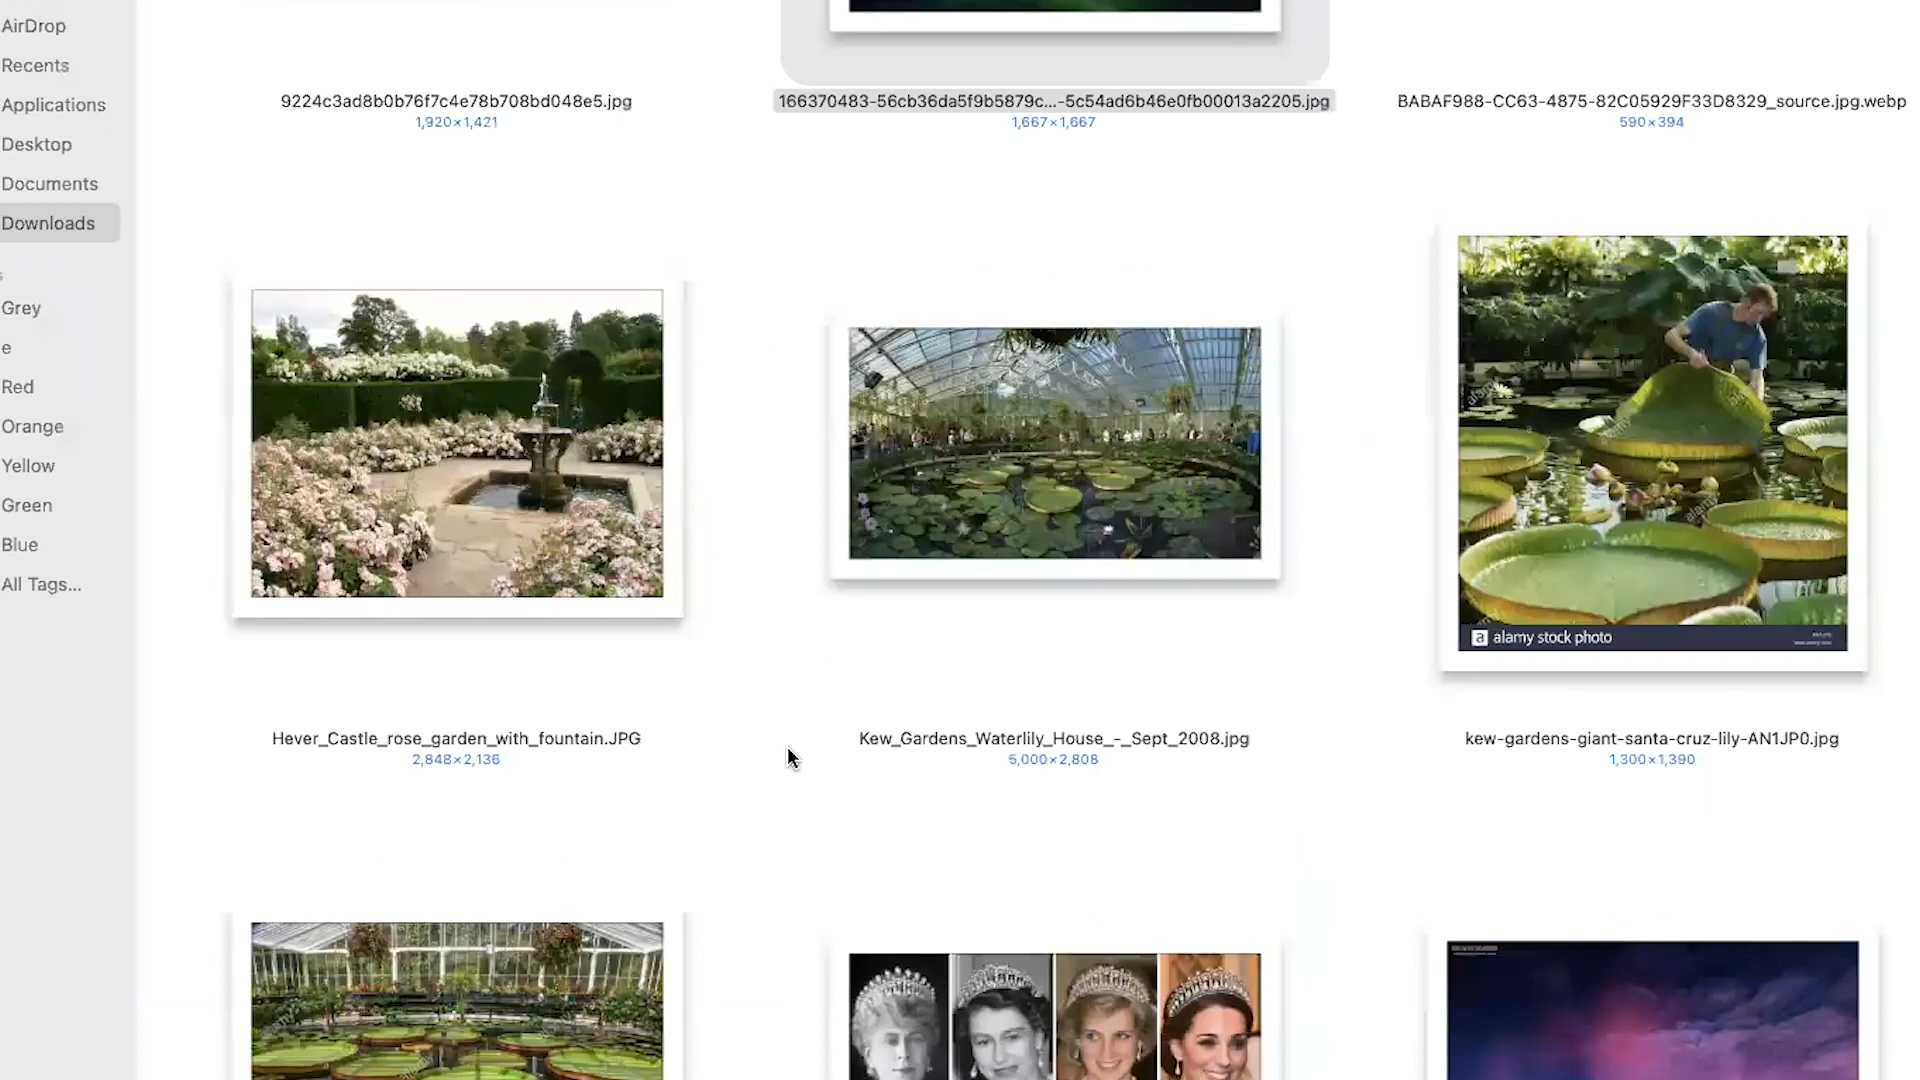 AirDrop
Recents
Applications
Desktop
Documents
Downloads
s
Grey
e
Red
Orange
Yellow
Green
Blue
All Tags...
9224c3ad8b0b76f7c4e78b708bd048e5.jpg
1,920×1,421
166370483-56cb36da5f9b5879c...-5c54ad6b46e0fb00013a2205.jpg
1,667×1,667
BABAF988-CC63-4875-82C05929F33D8329_source.jpg.webp
590×394
a alamy stock photo
Hever_Castle_rose_garden_with_fountain.JPG
2,848×2,136
Kew_Gardens_Waterlily_House_-_Sept_2008.jpg
5,000×2,808
kew-gardens-giant-santa-cruz-lily-AN1JP0.jpg
1,300×1,390